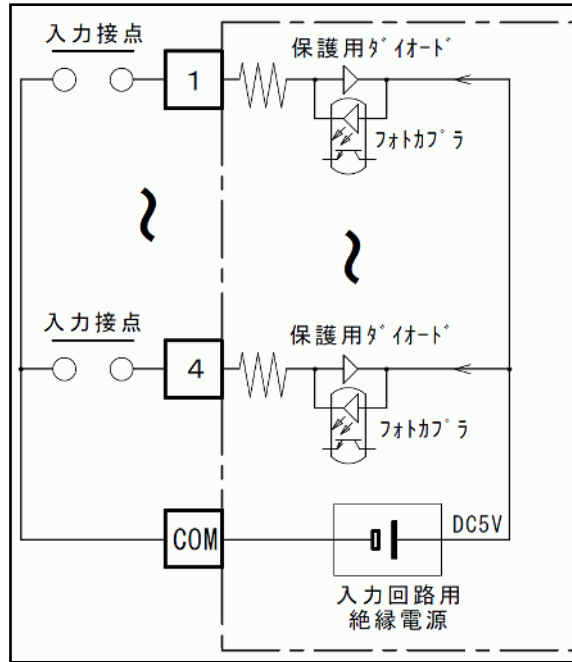 入力接点
1
保護用ﾀﾞｲｵｰﾄﾞ
ﾌｫﾄｶﾌﾟﾗ
～
～
入力接点
4
保護用ﾀﾞｲｵｰﾄﾞ
ﾌｫﾄｶﾌﾟﾗ
COM
DC5V
入力回路用
絶縁電源